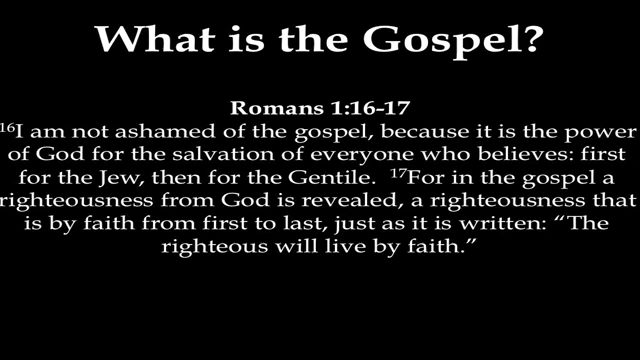 What is the Gospel?
Romans 1:16-17
16I am not ashamed of the gospel, because it is the power
of God for the salvation of everyone who believes: first
for the Jew, then for the Gentile. 17For in the gospel a
righteousness from God is revealed, a righteousness that
is by faith from first to last, just as it is written: “The
righteous will live by faith.”